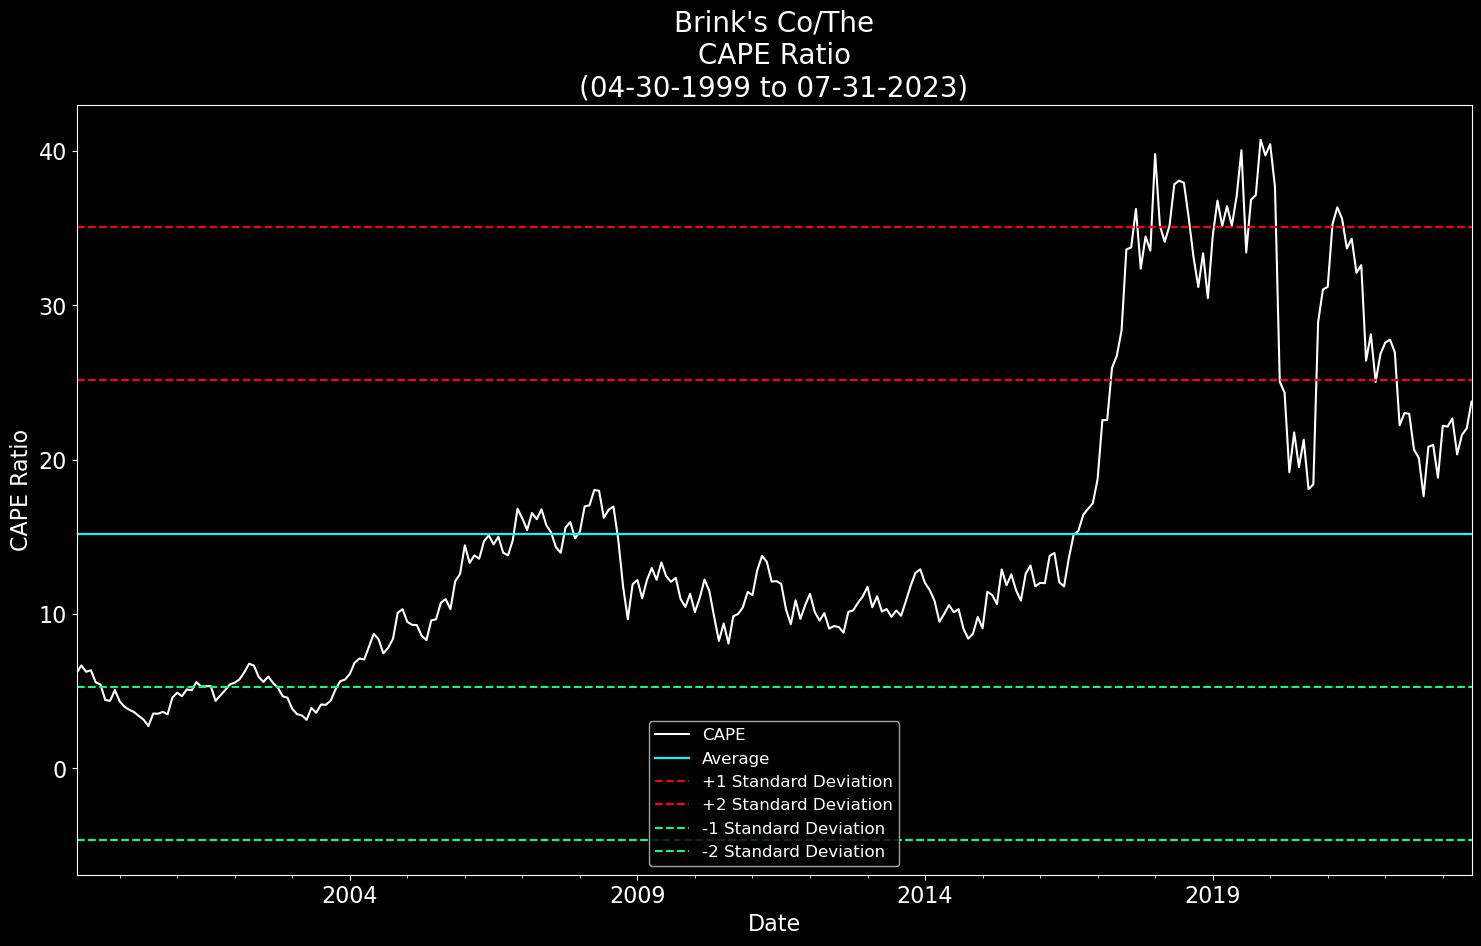 Brink's Co/The
CAPE Ratio
(04-30-1999 to 07-31-2023)
CAPE Ratio
40
30
20
10
0
CAPE
Average
+1 Standard Deviation
+2 Standard Deviation
-1 Standard Deviation
-2 Standard Deviation
2004
2009
2014
2019
Date